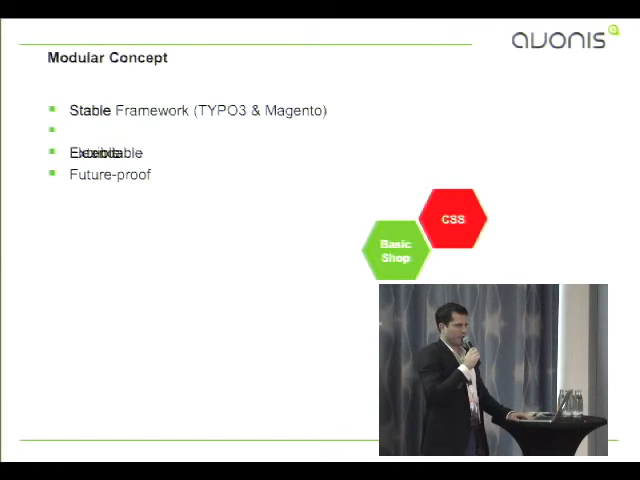 avonis
Modular Concept
Stable Framework (TYPO3 & Magento)
Future-proof
CSS
Basic
Shop